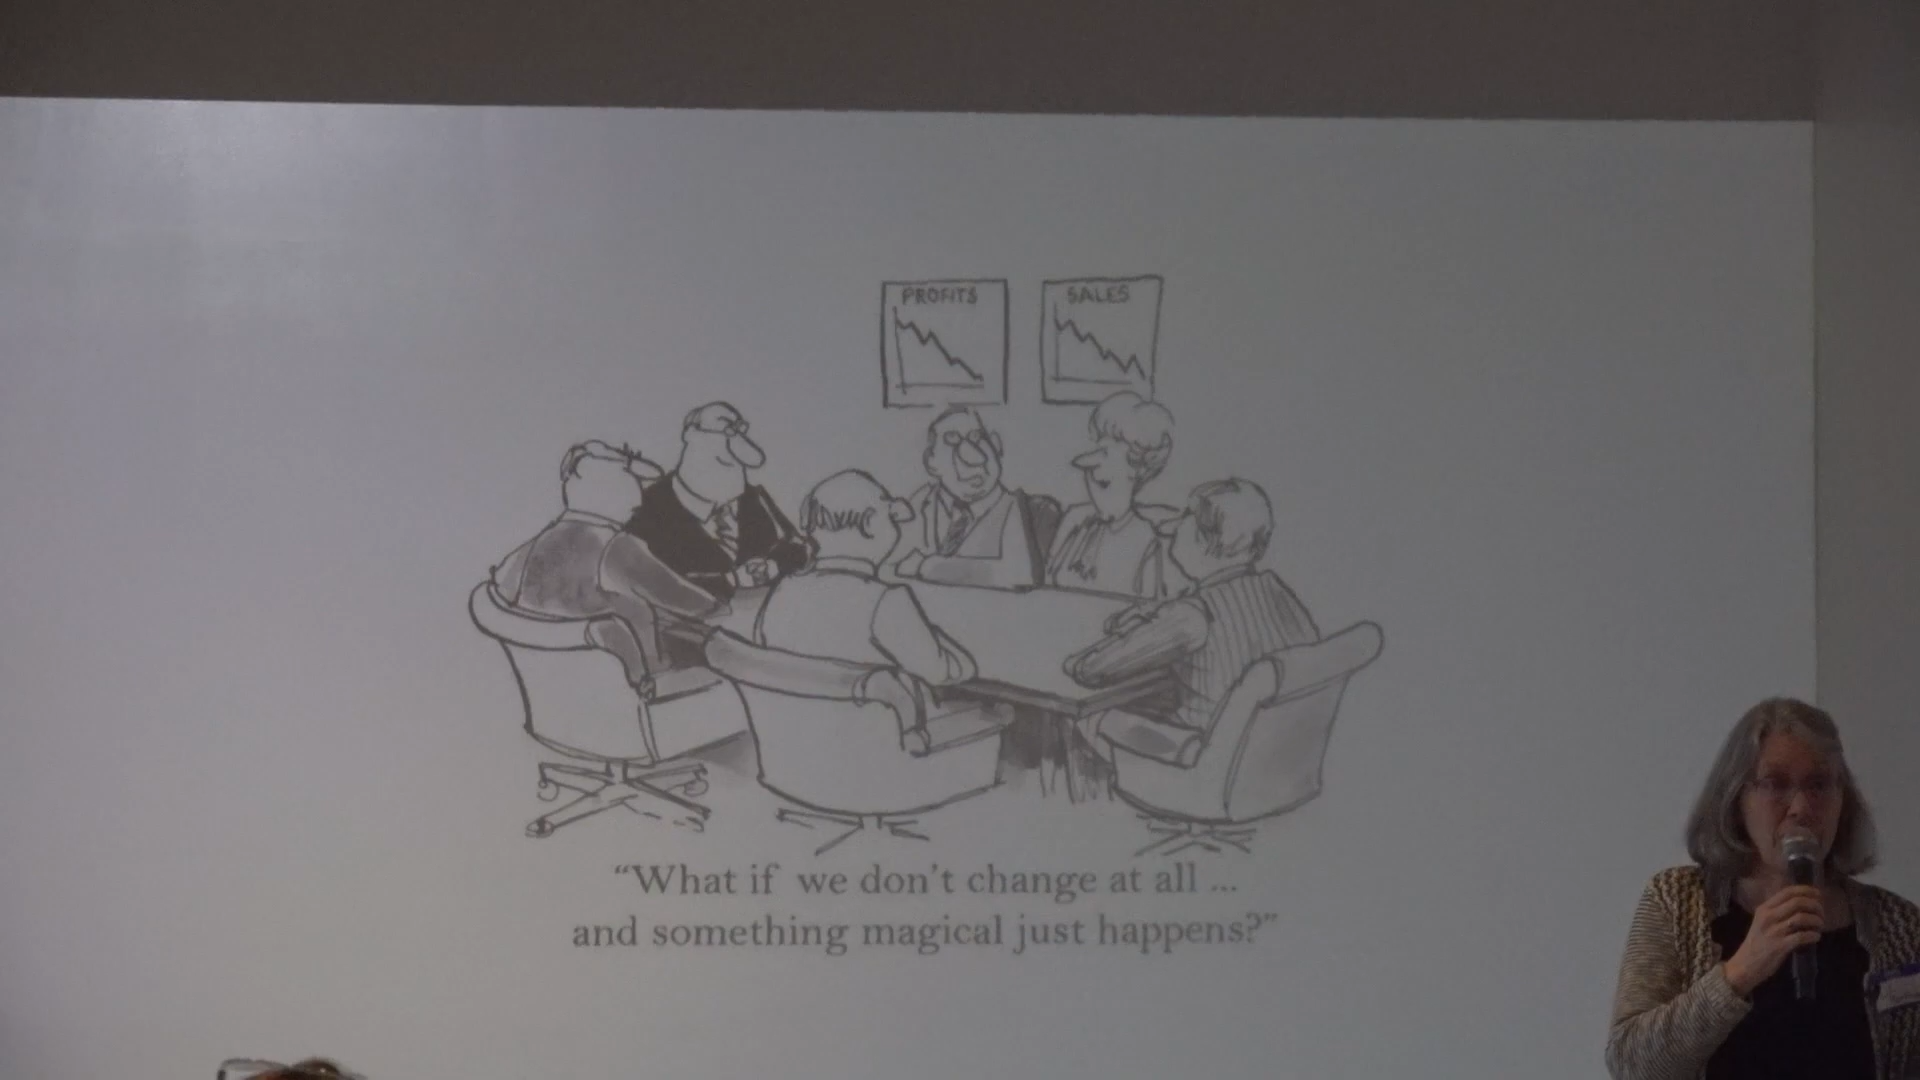 PROFITS
SALES
“What if we don’t change at all ...
and something magical just happens?”